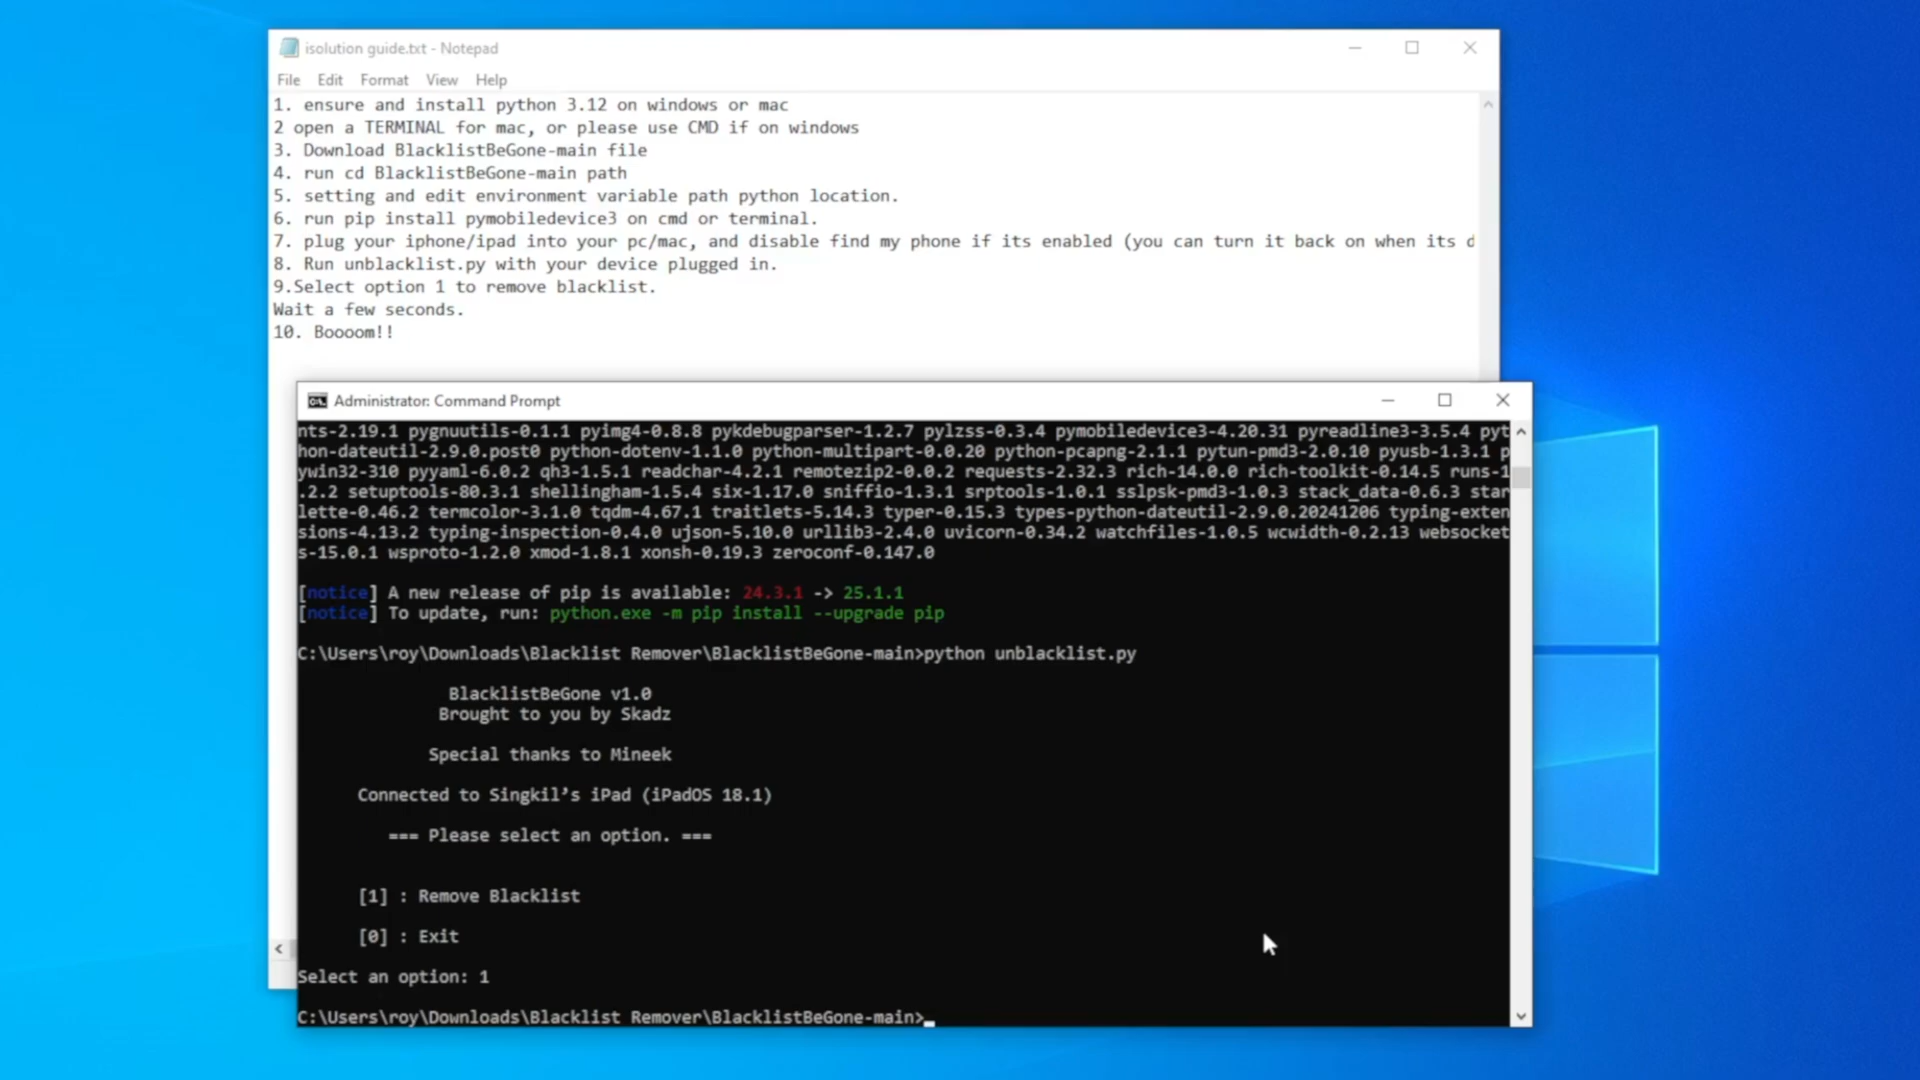 isolution guide.txt - Notepad
File Edit Format View Help
1. ensure and install python 3.12 on windows or mac
2 open a TERMINAL for mac, or please use CMD if on windows
3. Download BlacklistBeGone-main file
4. run cd BlacklistBeGone-main path
5. setting and edit environment variable path python location.
6. run pip install pymobiledevice3 on cmd or terminal.
7. plug your iphone/ipad into your pc/mac, and disable find my phone if its enabled (you can turn it back on when its d
8. Run unblacklist.py with your device plugged in.
9.Select option 1 to remove blacklist.
Wait a few seconds.
10. Boooom!!
Administrator: Command Prompt
nts-2.19.1 pygnuutils-0.1.1 pyimg4-0.8.8 pykdebugparser-1.2.7 pylzss-0.3.4 pymobiledevice3-4.20.31 pyreadline3-3.5.4 pyt
hon-dateutil-2.9.0.post0 python-dotenv-1.1.0 python-multipart-0.0.20 python-pcapng-2.1.1 pytun-pmd3-2.0.10 pyusb-1.3.1 p
ywin32-310 pyyaml-6.0.2 qh3-1.5.1 readchar-4.2.1 remotezip2-0.0.2 requests-2.32.3 rich-14.0.0 rich-toolkit-0.14.5 runs-1
.2.2 setuptools-80.3.1 shellingham-1.5.4 six-1.17.0 sniffio-1.3.1 srptools-1.0.1 sslpsk-pmd3-1.0.3 stack_data-0.6.3 star
lette-0.46.2 termcolor-3.1.0 tqdm-4.67.1 traitlets-5.14.3 typer-0.15.3 types-python-dateutil-2.9.0.20241206 typing-exten
sions-4.13.2 typing-inspection-0.4.0 ujson-5.10.0 urllib3-2.4.0 uvicorn-0.34.2 watchfiles-1.0.5 wcwidth-0.2.13 websocket
s-15.0.1 wsproto-1.2.0 xmod-1.8.1 xonsh-0.19.3 zeroconf-0.147.0
[notice] A new release of pip is available: 24.3.1 -> 25.1.1
[notice] To update, run: python.exe -m pip install --upgrade pip
C:\Users\roy\Downloads\Blacklist Remover\BlacklistBeGone-main>python unblacklist.py
BlacklistBeGone v1.0
Brought to you by Skadz
Special thanks to Mineek
Connected to Singkil’s iPad (iPadOS 18.1)
=== Please select an option. ===
[1] : Remove Blacklist
[0] : Exit
Select an option: 1
C:\Users\roy\Downloads\Blacklist Remover\BlacklistBeGone-main>